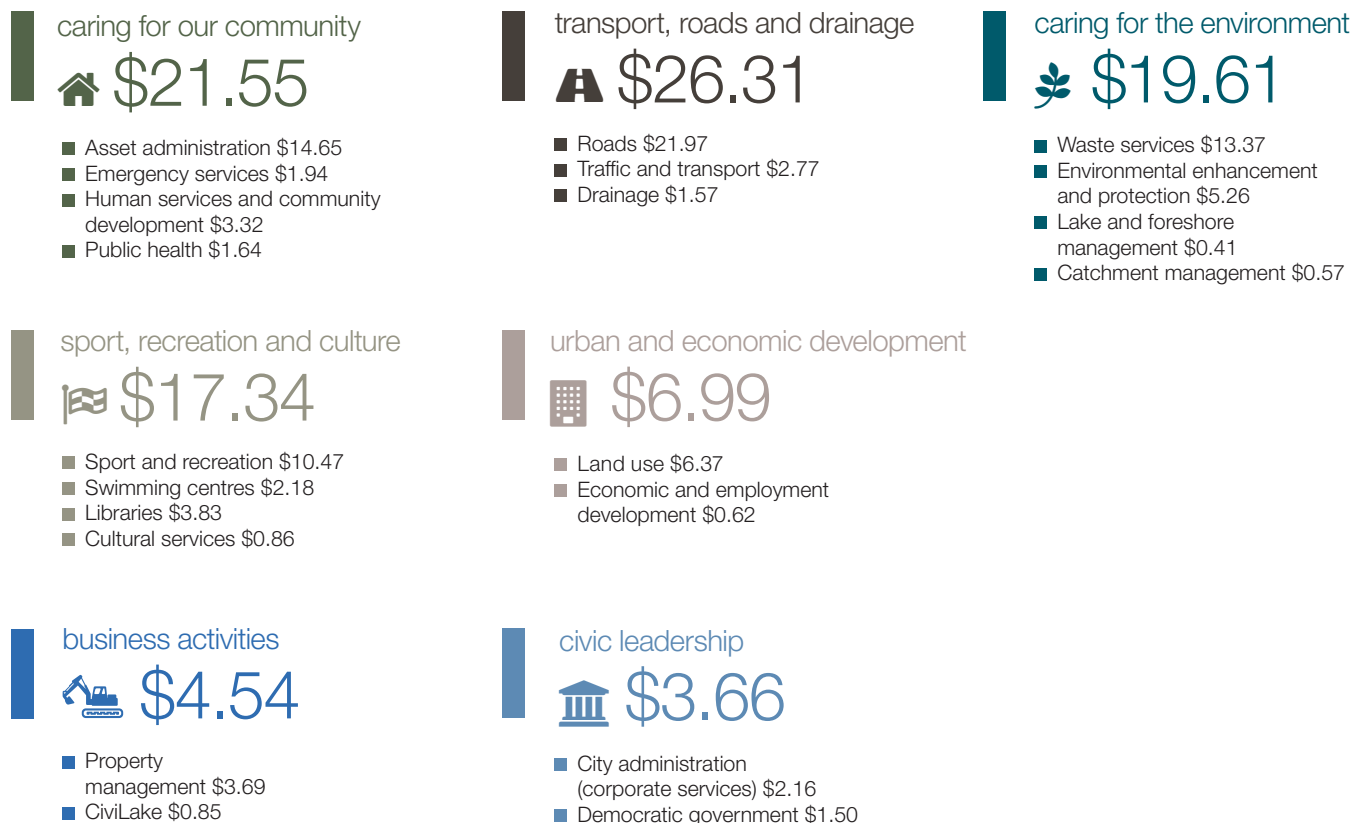 caring for our community
$21.55
Asset administration $14.65
Emergency services $1.94
Human services and community
development $3.32
Public health $1.64
transport, roads and drainage
$26.31
Roads $21.97
Traffic and transport $2.77
Drainage $1.57
caring for the environment
$19.61
Waste services $13.37
Environmental enhancement
and protection $5.26
Lake and foreshore
management $0.41
Catchment management $0.57
sport, recreation and culture
$17.34
Sport and recreation $10.47
Swimming centres $2.18
Libraries $3.83
Cultural services $0.86
urban and economic development
$6.99
Land use $6.37
Economic and employment
development $0.62
business activities
$4.54
Property
management $3.69
CiviLake $0.85
civic leadership
$3.66
City administration
(corporate services) $2.16
Democratic government $1.50